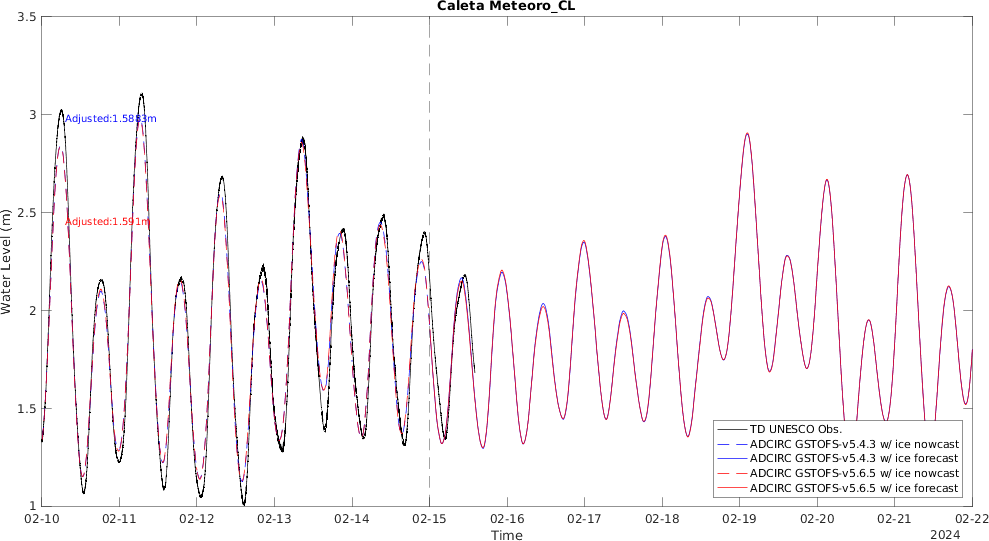 Caleta Meteoro_CL
3.5
3
2.5
2
1.5
1
Water Level (m)
Adjusted:1.5883m
Adjusted:1.591m
TD UNESCO Obs.
ADCIRC GSTOFS-v5.4.3 w/ ice nowcast
ADCIRC GSTOFS-v5.4.3 w/ ice forecast
ADCIRC GSTOFS-v5.6.5 w/ ice nowcast
ADCIRC GSTOFS-v5.6.5 w/ ice forecast
02-10 02-11 02-12 02-13 02-14 02-15 02-16 02-17 02-18 02-19 02-20 02-21 02-22
Time
2024